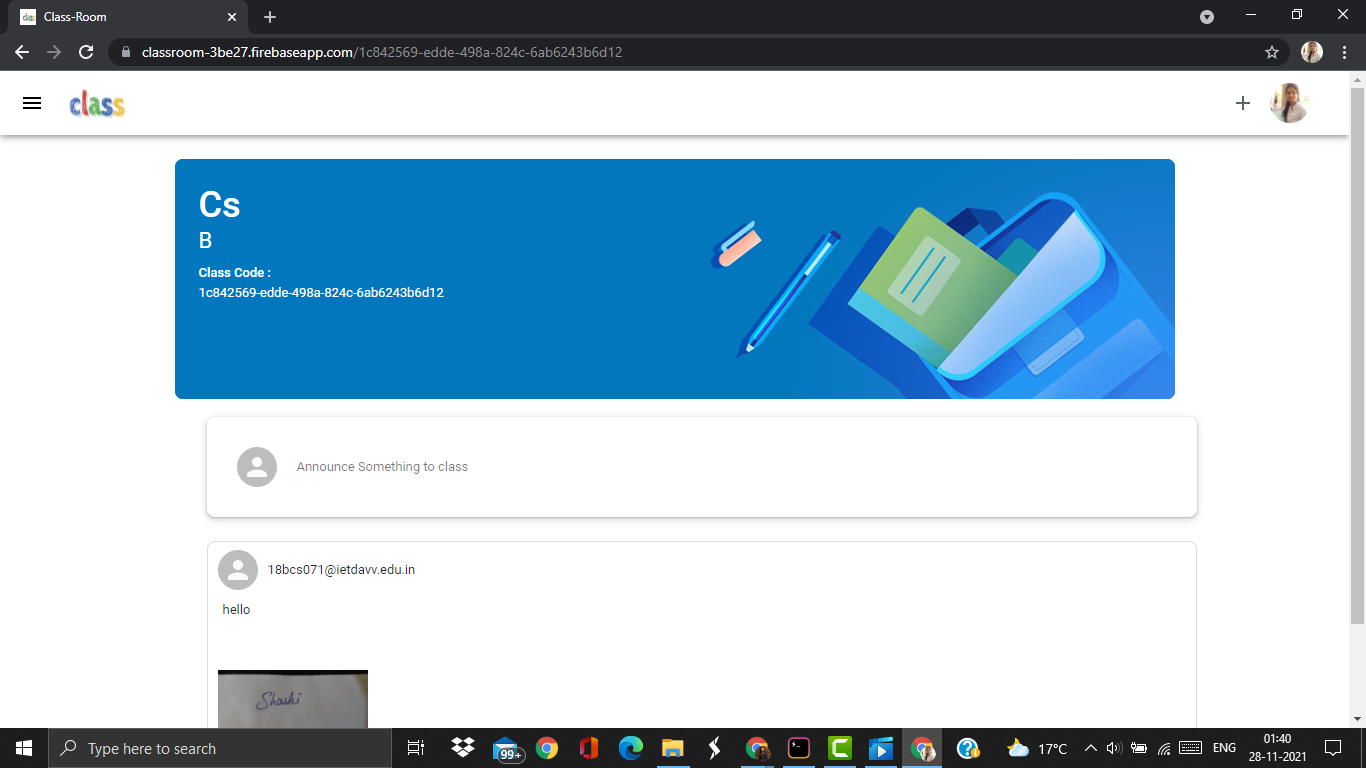 class
Class-Room
classroom-3be27.firebaseapp.com/1c842569-edde-498a-824c-6ab6243b6d12
class
Cs
B
Class Code :
1c842569-edde-498a-824c-6ab6243b6d12
Announce Something to class
18bcs071@ietdavv.edu.in
hello
Shashi
Type here to search
99+
17°C
ENG
01:40
28-11-2021